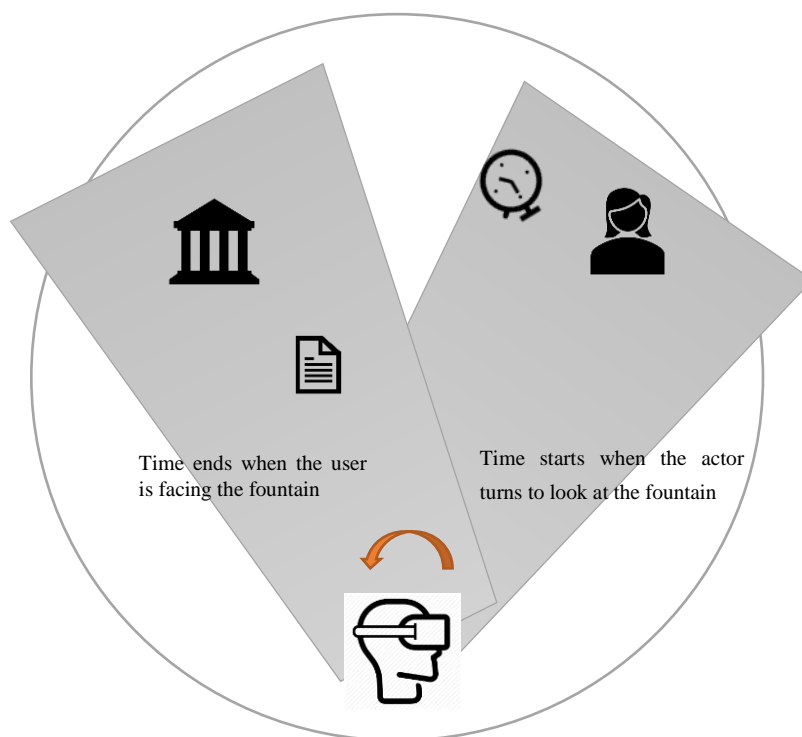 Time ends when the user
is facing the fountain
Time starts when the actor
turns to look at the fountain